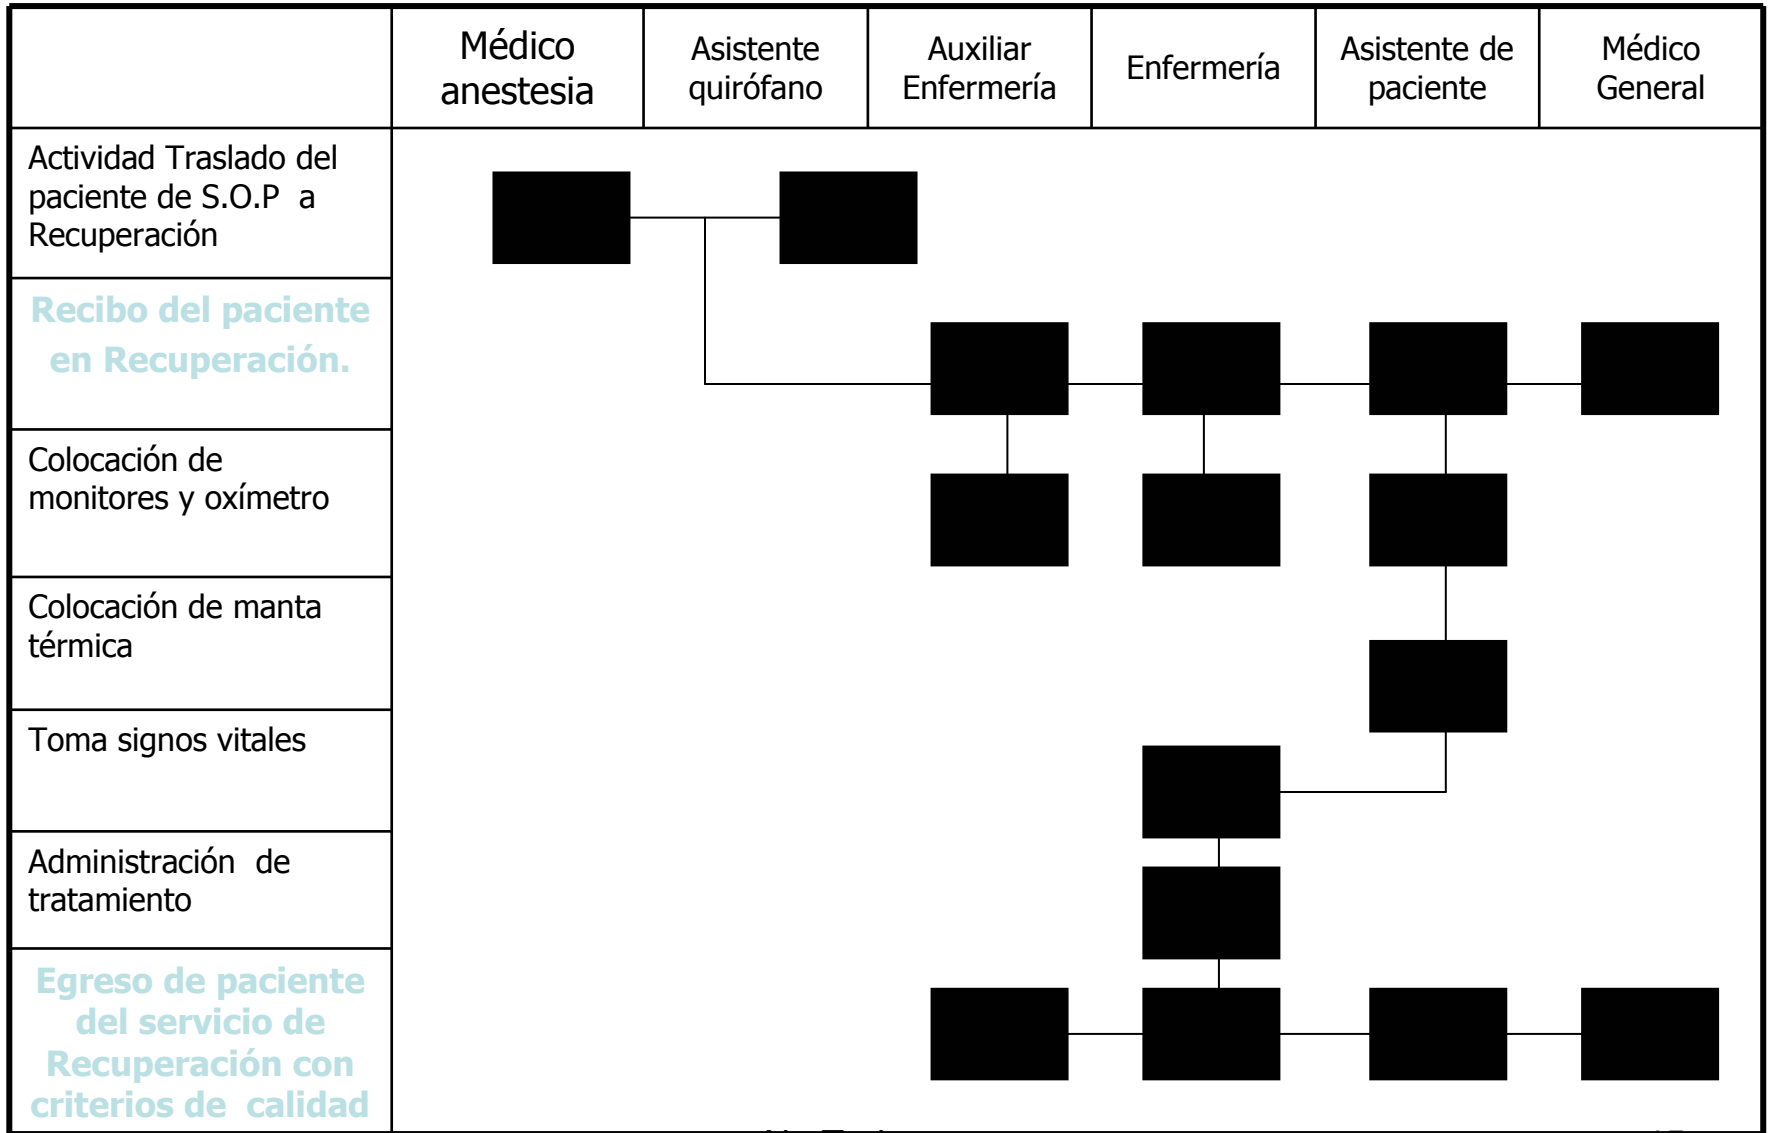 Médico
anestesia
Asistente
quirófano
Auxiliar
Enfermería
Enfermería
Asistente de
paciente
Médico
General
Actividad Traslado del
paciente de S.O.P a
Recuperación
Recibo del paciente
en Recuperación.
Colocación de
monitores y oxímetro
Colocación de manta
térmica
Toma signos vitales
Administración de
tratamiento
Egreso de paciente
del servicio de
Recuperación con
criterios de calidad